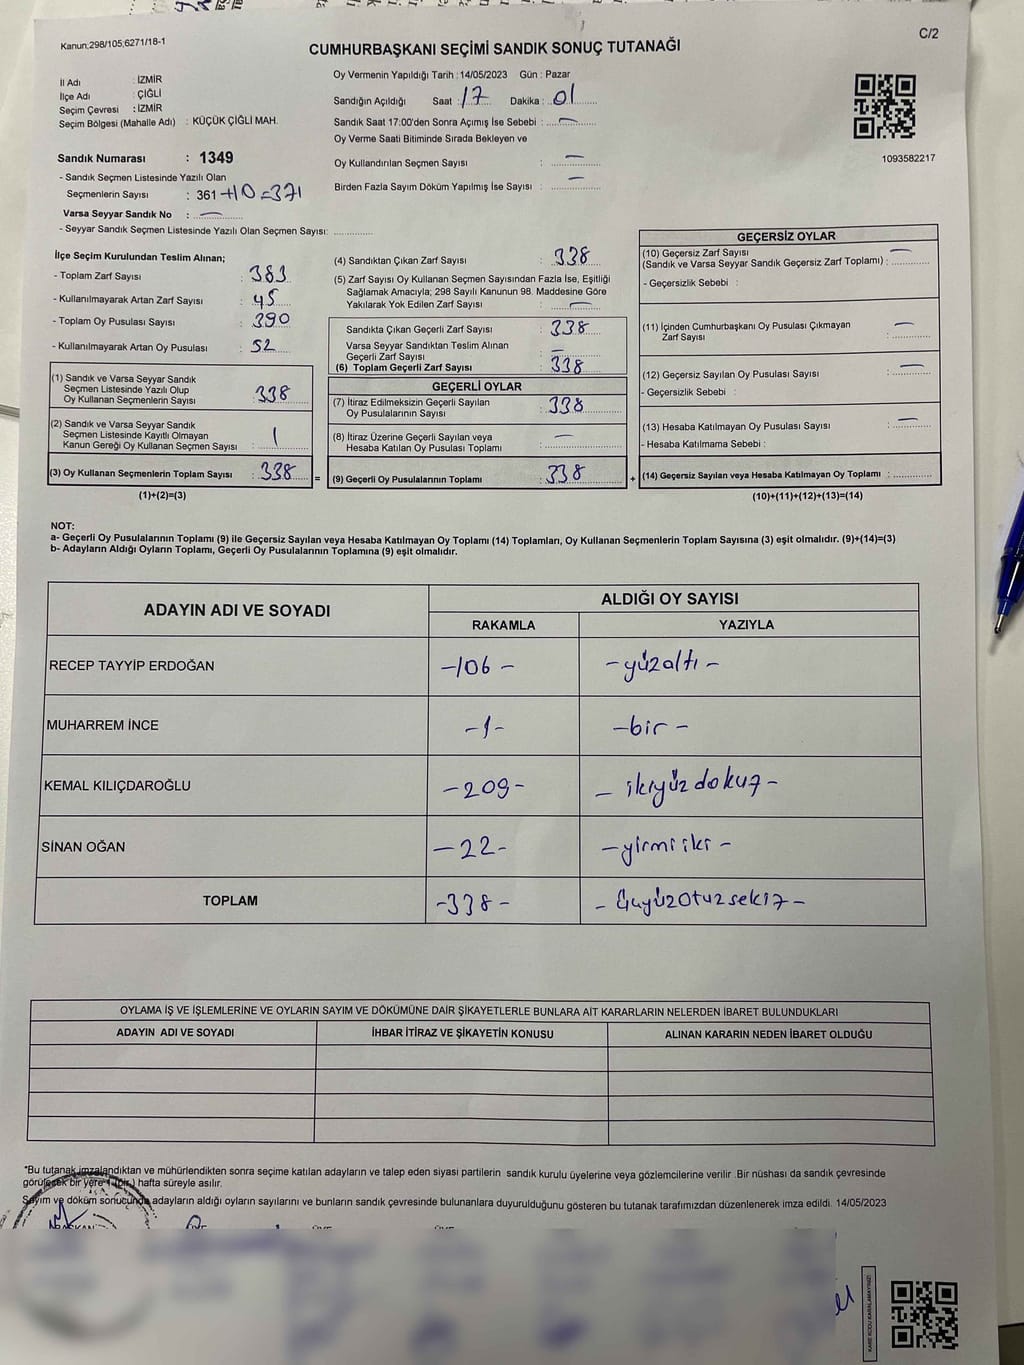 Kanun;298/105;6271/18-1
C/2
CUMHURBAŞKANI SEÇİMİ SANDIK SONUÇ TUTANAĞI
İl Adı : İZMİR
İlçe Adı : ÇİĞLİ
Seçim Çevresi : İZMİR
Seçim Bölgesi (Mahalle Adı) : KÜÇÜK ÇİĞLİ MAH.
Sandık Numarası : 1349
- Sandık Seçmen Listesinde Yazılı Olan
Seçmenlerin Sayısı : 361 +10 =371
Varsa Seyyar Sandık No : —
- Seyyar Sandık Seçmen Listesinde Yazılı Olan Seçmen Sayısı: ............
Oy Vermenin Yapıldığı Tarih : 14/05/2023 Gün : Pazar
Sandığın Açıldığı Saat : 17 Dakika : 01
Sandık Saat 17:00'den Sonra Açımış İse Sebebi : —
Oy Verme Saati Bitiminde Sırada Bekleyen ve
Oy Kullandırılan Seçmen Sayısı : —
Birden Fazla Sayım Döküm Yapılmış İse Sayısı : —
1093582217
İlçe Seçim Kurulundan Teslim Alınan;
- Toplam Zarf Sayısı : 383
- Kullanılmayarak Artan Zarf Sayısı : 45
- Toplam Oy Pusulası Sayısı : 390
- Kullanılmayarak Artan Oy Pusulası : 52
(1) Sandık ve Varsa Seyyar Sandık
Seçmen Listesinde Yazılı Olup
Oy Kullanan Seçmenlerin Sayısı : 338
(2) Sandık ve Varsa Seyyar Sandık
Seçmen Listesinde Kayıtlı Olmayan
Kanun Gereği Oy Kullanan Seçmen Sayısı : 1
(3) Oy Kullanan Seçmenlerin Toplam Sayısı : 338 =
(1)+(2)=(3)
(4) Sandıktan Çıkan Zarf Sayısı : 338
(5) Zarf Sayısı Oy Kullanan Seçmen Sayısından Fazla İse, Eşitliği
Sağlamak Amacıyla; 298 Sayılı Kanunun 98. Maddesine Göre
Yakılarak Yok Edilen Zarf Sayısı : —
Sandıkta Çıkan Geçerli Zarf Sayısı : 338
Varsa Seyyar Sandıktan Teslim Alınan
Geçerli Zarf Sayısı : —
(6) Toplam Geçerli Zarf Sayısı : 338
GEÇERLİ OYLAR
(7) İtiraz Edilmeksizin Geçerli Sayılan
Oy Pusulalarının Sayısı : 338
(8) İtiraz Üzerine Geçerli Sayılan veya
Hesaba Katılan Oy Pusulası Toplamı : —
(9) Geçerli Oy Pusulalarının Toplamı : 338 +
GEÇERSİZ OYLAR
(10) Geçersiz Zarf Sayısı
(Sandık ve Varsa Seyyar Sandık Geçersiz Zarf Toplamı) : —
- Geçersizlik Sebebi :
(11) İçinden Cumhurbaşkanı Oy Pusulası Çıkmayan
Zarf Sayısı : —
(12) Geçersiz Sayılan Oy Pusulası Sayısı : —
- Geçersizlik Sebebi :
(13) Hesaba Katılmayan Oy Pusulası Sayısı : —
- Hesaba Katılmama Sebebi :
(14) Geçersiz Sayılan veya Hesaba Katılmayan Oy Toplamı : ............
(10)+(11)+(12)+(13)=(14)
NOT:
a- Geçerli Oy Pusulalarının Toplamı (9) ile Geçersiz Sayılan veya Hesaba Katılmayan Oy Toplamı (14) Toplamları, Oy Kullanan Seçmenlerin Toplam Sayısına (3) eşit olmalıdır. (9)+(14)=(3)
b- Adayların Aldığı Oyların Toplamı, Geçerli Oy Pusulalarının Toplamına (9) eşit olmalıdır.
ADAYIN ADI VE SOYADI
ALDIĞI OY SAYISI
RAKAMLA YAZIYLA
RECEP TAYYİP ERDOĞAN -106- -yüzaltı-
MUHARREM İNCE -1- -bir-
KEMAL KILIÇDAROĞLU -209- -ikiyüz dokuz-
SİNAN OĞAN -22- -yirmi iki-
TOPLAM -338- -üçyüzotuzsekiz-
OYLAMA İŞ VE İŞLEMLERİNE VE OYLARIN SAYIM VE DÖKÜMÜNE DAİR ŞİKAYETLERLE BUNLARA AİT KARARLARIN NELERDEN İBARET BULUNDUKLARI
ADAYIN ADI VE SOYADI İHBAR İTİRAZ VE ŞİKAYETİN KONUSU ALINAN KARARIN NEDEN İBARET OLDUĞU
*Bu tutanak imzalandıktan ve mühürlendikten sonra seçime katılan adayların ve talep eden siyasi partilerin sandık kurulu üyelerine veya gözlemcilerine verilir .Bir nüshası da sandık çevresinde
görülecek bir yere 1 (bir) hafta süreyle asılır.
Sayım ve döküm sonucunda adayların aldığı oyların sayılarını ve bunların sandık çevresinde bulunanlara duyurulduğunu gösteren bu tutanak tarafımızdan düzenlenerek imza edildi. 14/05/2023
BAŞKAN
KARE KODU KARALAMAYINIZ!